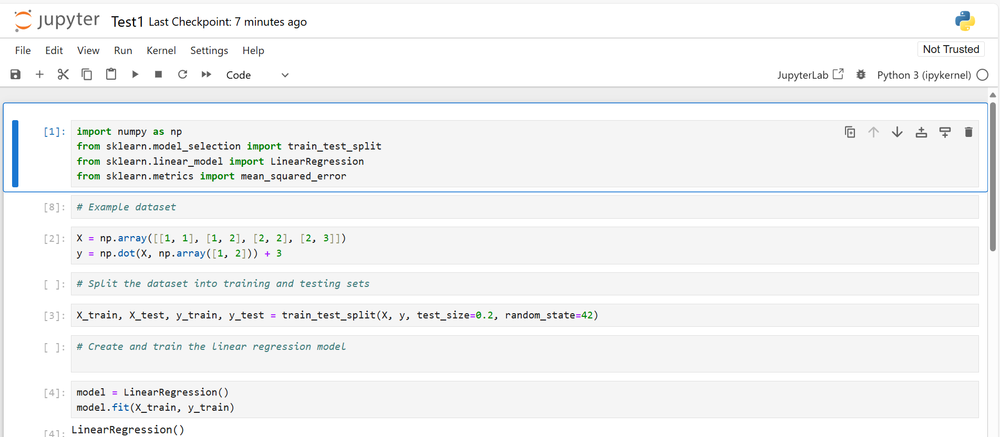 jupyter Test1 Last Checkpoint: 7 minutes ago
File Edit View Run Kernel Settings Help
Not Trusted
Code
JupyterLab
Python 3 (ipykernel)
[1]:
import numpy as np
from sklearn.model_selection import train_test_split
from sklearn.linear_model import LinearRegression
from sklearn.metrics import mean_squared_error
[8]:
# Example dataset
[2]:
X = np.array([[1, 1], [1, 2], [2, 2], [2, 3]])
y = np.dot(X, np.array([1, 2])) + 3
[ ]:
# Split the dataset into training and testing sets
[3]:
X_train, X_test, y_train, y_test = train_test_split(X, y, test_size=0.2, random_state=42)
[ ]:
# Create and train the linear regression model
[4]:
model = LinearRegression()
model.fit(X_train, y_train)
[4]:
LinearRegression()